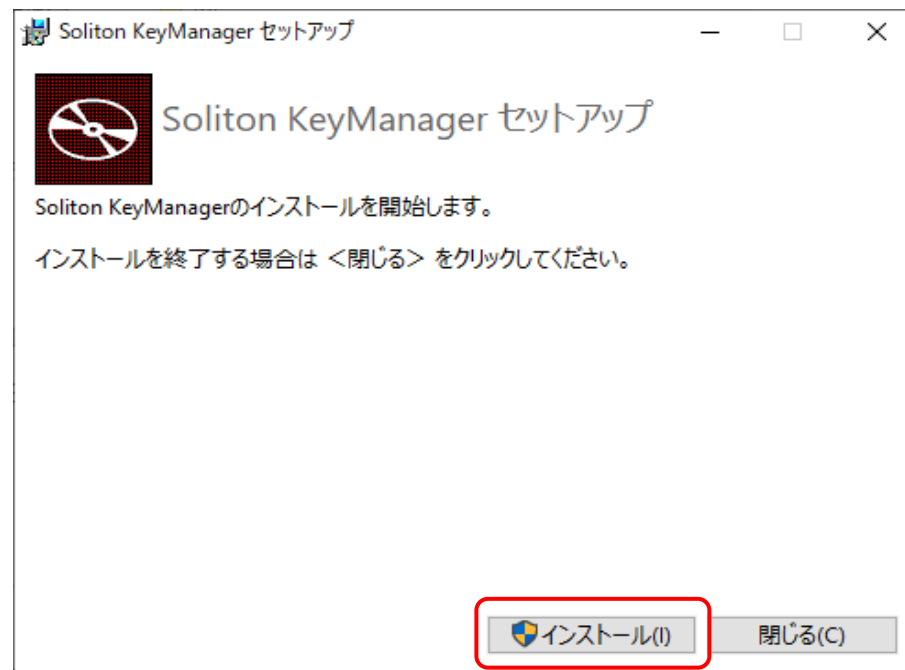 Soliton KeyManager セットアップ
Soliton KeyManager セットアップ
Soliton KeyManagerのインストールを開始します。
インストールを終了する場合は ＜閉じる＞ をクリックしてください。
インストール(I) 閉じる(C)